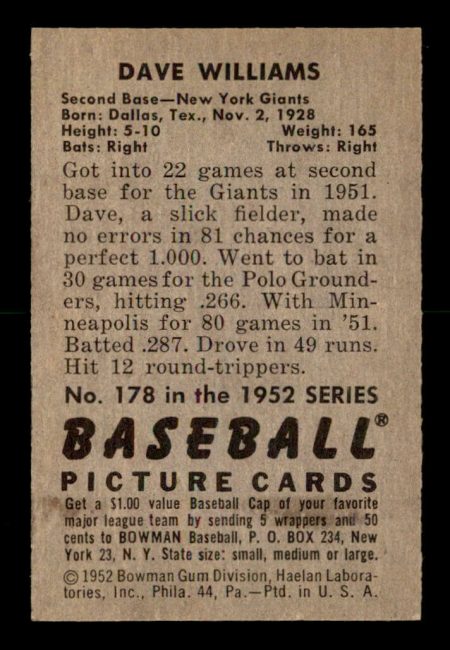 DAVE WILLIAMS
Second Base—New York Giants
Born: Dallas, Tex., Nov. 2, 1928
Height: 5-10 Weight: 165
Bats: Right Throws: Right
Got into 22 games at second
base for the Giants in 1951.
Dave, a slick fielder, made
no errors in 81 chances for a
perfect 1.000. Went to bat in
30 games for the Polo Ground-
ers, hitting .266. With Min-
neapolis for 80 games in '51.
Batted .287. Drove in 49 runs.
Hit 12 round-trippers.
No. 178 in the 1952 SERIES
BASEBALL®
PICTURE CARDS
Get a $1.00 value Baseball Cap of your favorite
major league team by sending 5 wrappers and 50
cents to BOWMAN Baseball, P. O. BOX 234, New
York 23, N. Y. State size: small, medium or large.
© 1952 Bowman Gum Division, Haelan Labora-
tories, Inc., Phila. 44, Pa.—Ptd. in U. S. A.